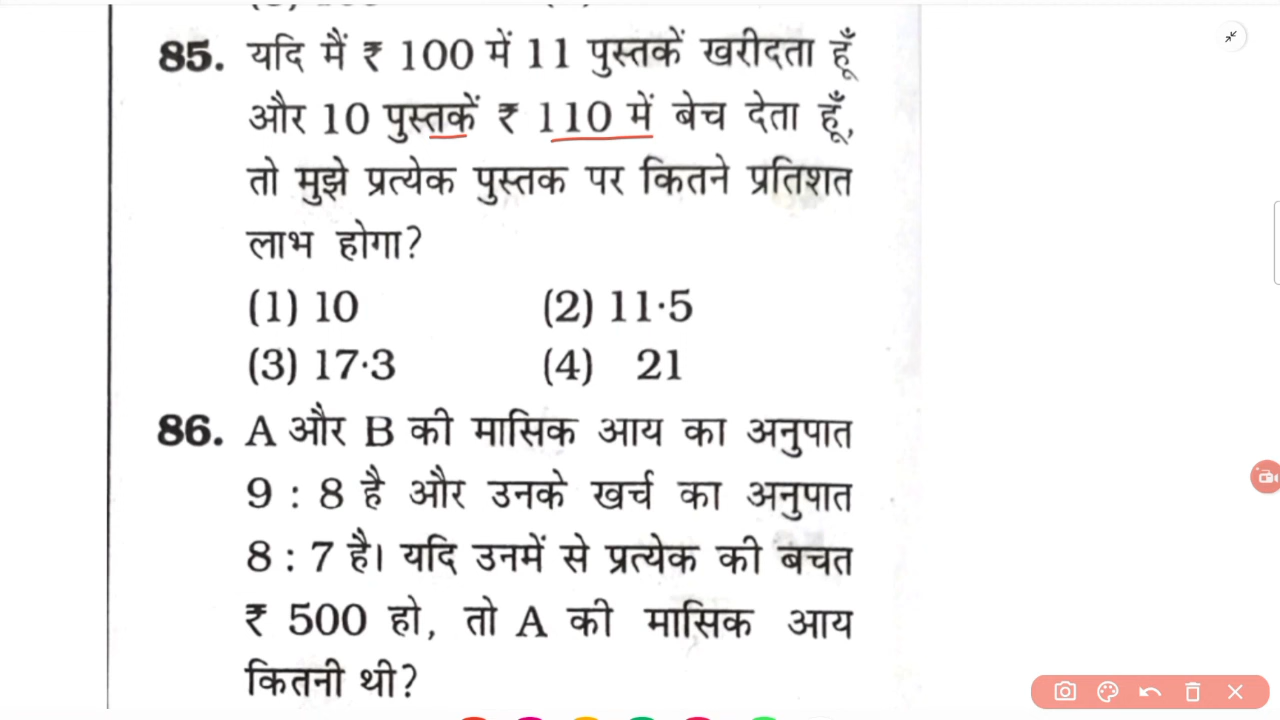 85. यदि मैं ₹ 100 में 11 पुस्तकें खरीदता हूँ
और 10 पुस्तकें ₹ 110 में बेच देता हूँ,
तो मुझे प्रत्येक पुस्तक पर कितने प्रतिशत
लाभ होगा?
(1) 10 (2) 11·5
(3) 17·3 (4) 21
86. A और B की मासिक आय का अनुपात
9 : 8 है और उनके खर्च का अनुपात
8 : 7 है। यदि उनमें से प्रत्येक की बचत
₹ 500 हो, तो A की मासिक आय
कितनी थी?